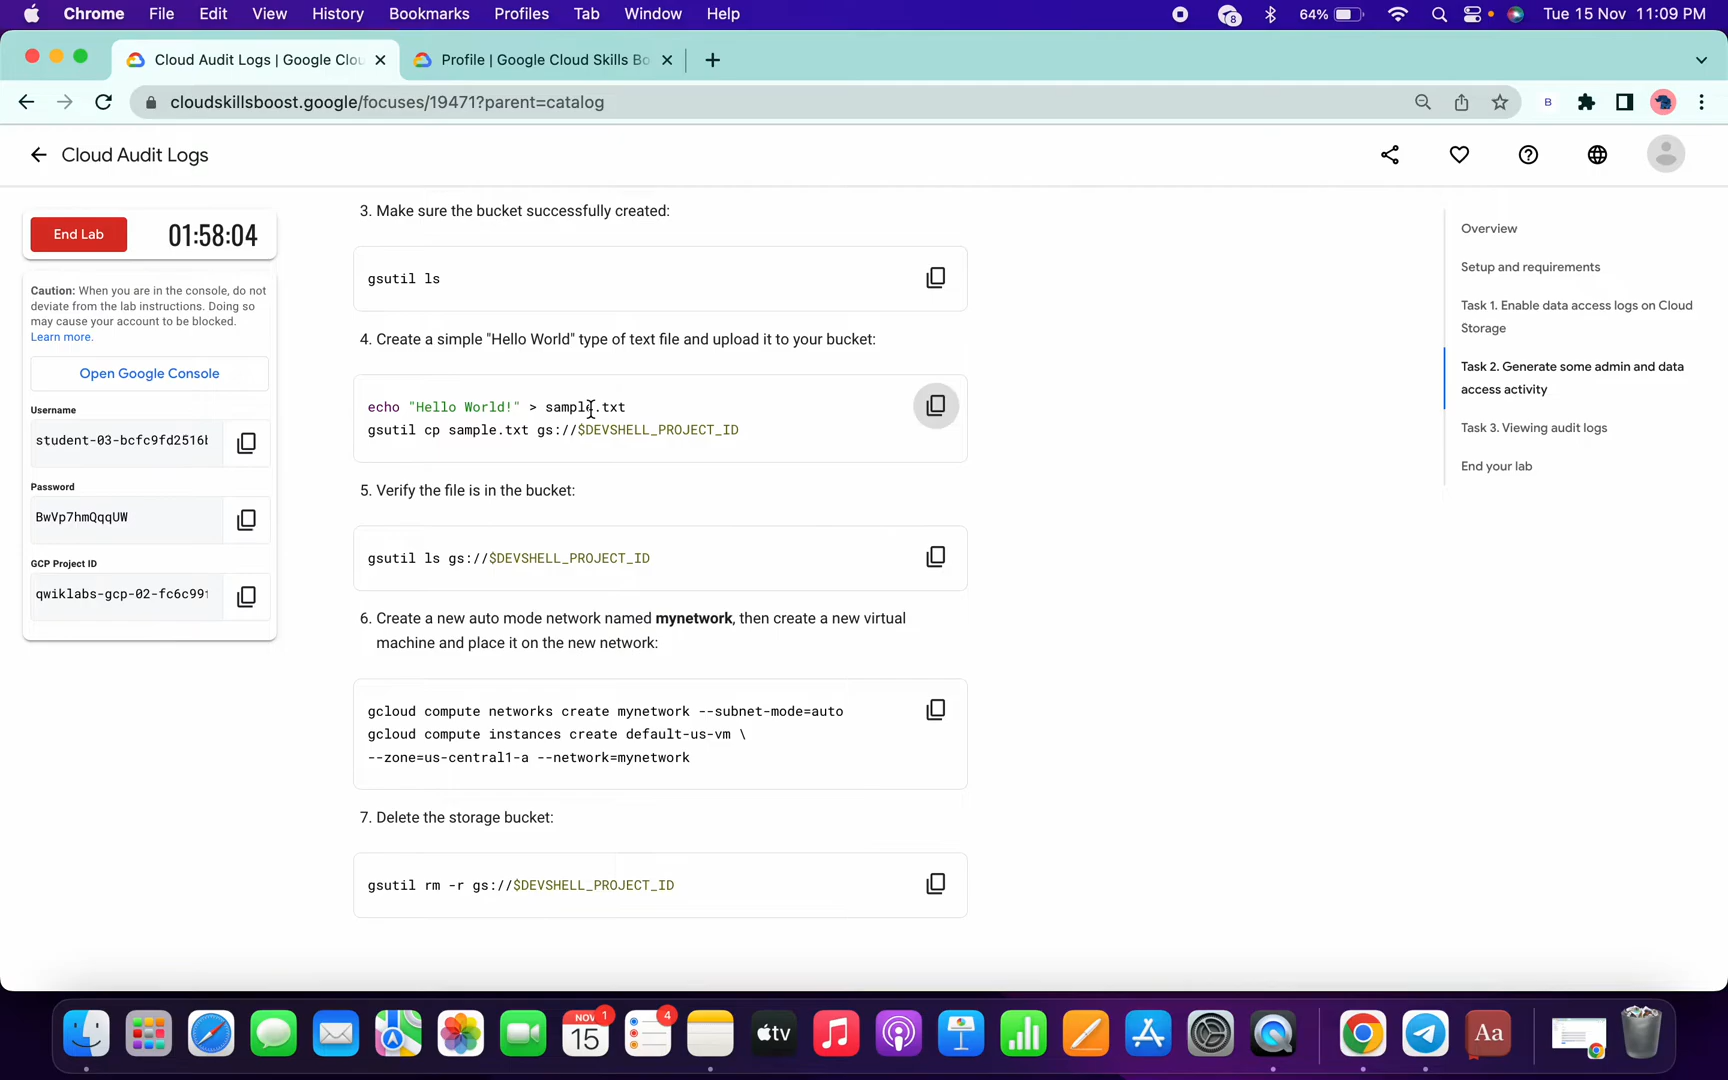 Chrome File Edit View History Bookmarks Profiles Tab Window Help
8
64%
Tue 15 Nov 11:09 PM
Cloud Audit Logs | Google Clou
Profile | Google Cloud Skills Bo
cloudskillsboost.google/focuses/19471?parent=catalog
B
Cloud Audit Logs
End Lab
01:58:04
Caution: When you are in the console, do not
deviate from the lab instructions. Doing so
may cause your account to be blocked.
Learn more.
Open Google Console
Username
student-03-bcfc9fd2516b
Password
BwVp7hmQqqUW
GCP Project ID
qwiklabs-gcp-02-fc6c99f
3. Make sure the bucket successfully created:
gsutil ls
4. Create a simple "Hello World" type of text file and upload it to your bucket:
echo "Hello World!" > sample.txt
gsutil cp sample.txt gs://$DEVSHELL_PROJECT_ID
5. Verify the file is in the bucket:
gsutil ls gs://$DEVSHELL_PROJECT_ID
6. Create a new auto mode network named mynetwork, then create a new virtual
machine and place it on the new network:
gcloud compute networks create mynetwork --subnet-mode=auto
gcloud compute instances create default-us-vm \
--zone=us-central1-a --network=mynetwork
7. Delete the storage bucket:
gsutil rm -r gs://$DEVSHELL_PROJECT_ID
Overview
Setup and requirements
Task 1. Enable data access logs on Cloud
Storage
Task 2. Generate some admin and data
access activity
Task 3. Viewing audit logs
End your lab
NOV
15
1
4
tv
Aa